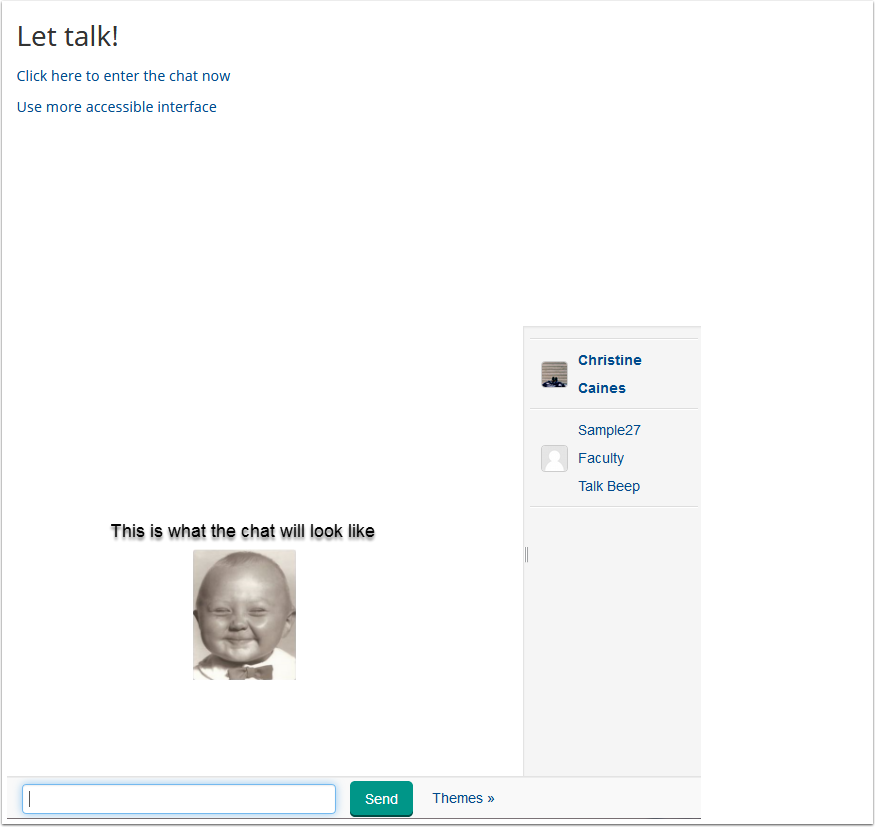 Let talk!
Click here to enter the chat now
Use more accessible interface
Christine
Caines
Sample27
Faculty
Talk Beep
This is what the chat will look like
Send
Themes »